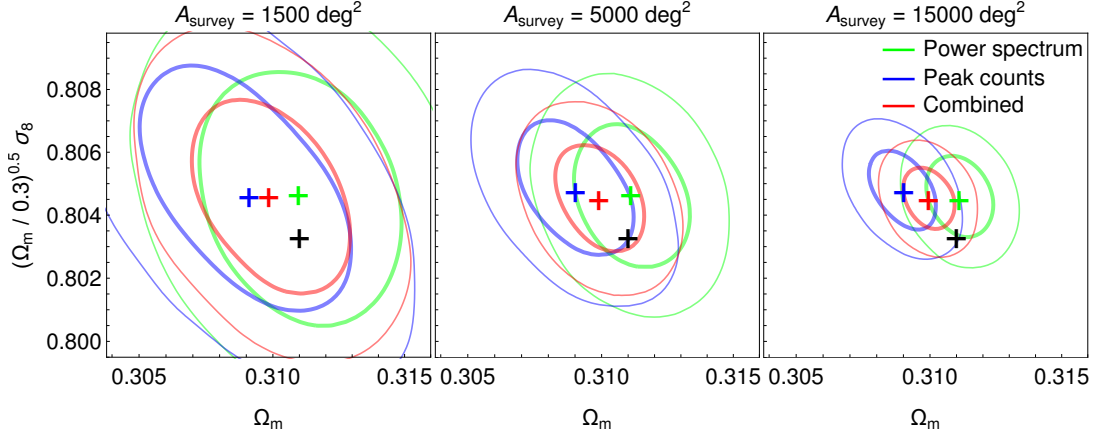 A_survey = 1500 deg² A_survey = 5000 deg² A_survey = 15000 deg²
Power spectrum
Peak counts
Combined
(Ω_m / 0.3)^0.5 σ_8
0.808
0.806
0.804
0.802
0.800
0.305 0.310 0.315 0.305 0.310 0.315 0.305 0.310 0.315
Ω_m Ω_m Ω_m